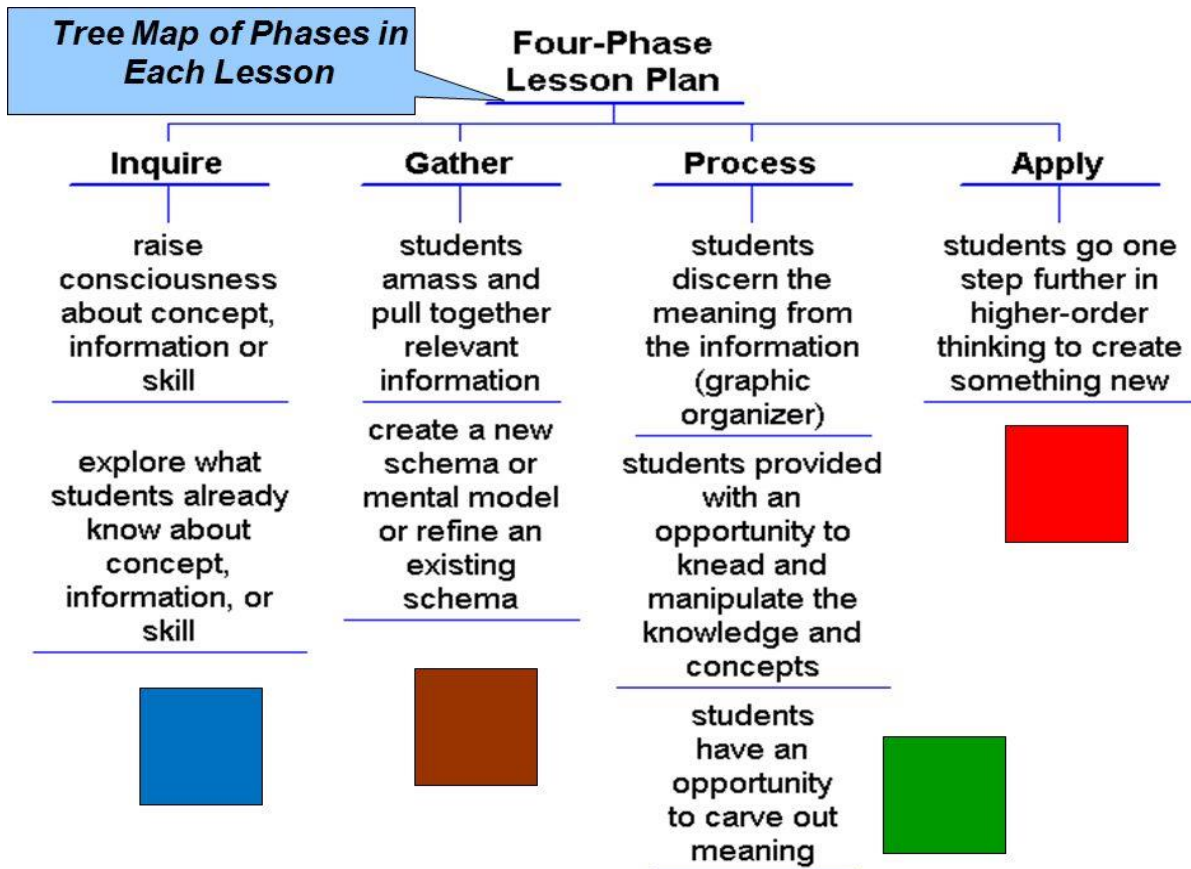 Tree Map of Phases in
Each Lesson
Four-Phase
Lesson Plan
Inquire
raise
consciousness
about concept,
information or
skill
explore what
students already
know about
concept,
information, or
skill
Gather
students
amass and
pull together
relevant
information
create a new
schema or
mental model
or refine an
existing
schema
Process
students
discern the
meaning from
the information
(graphic
organizer)
students provided
with an
opportunity to
knead and
manipulate the
knowledge and
concepts
students
have an
opportunity
to carve out
meaning
Apply
students go one
step further in
higher-order
thinking to create
something new